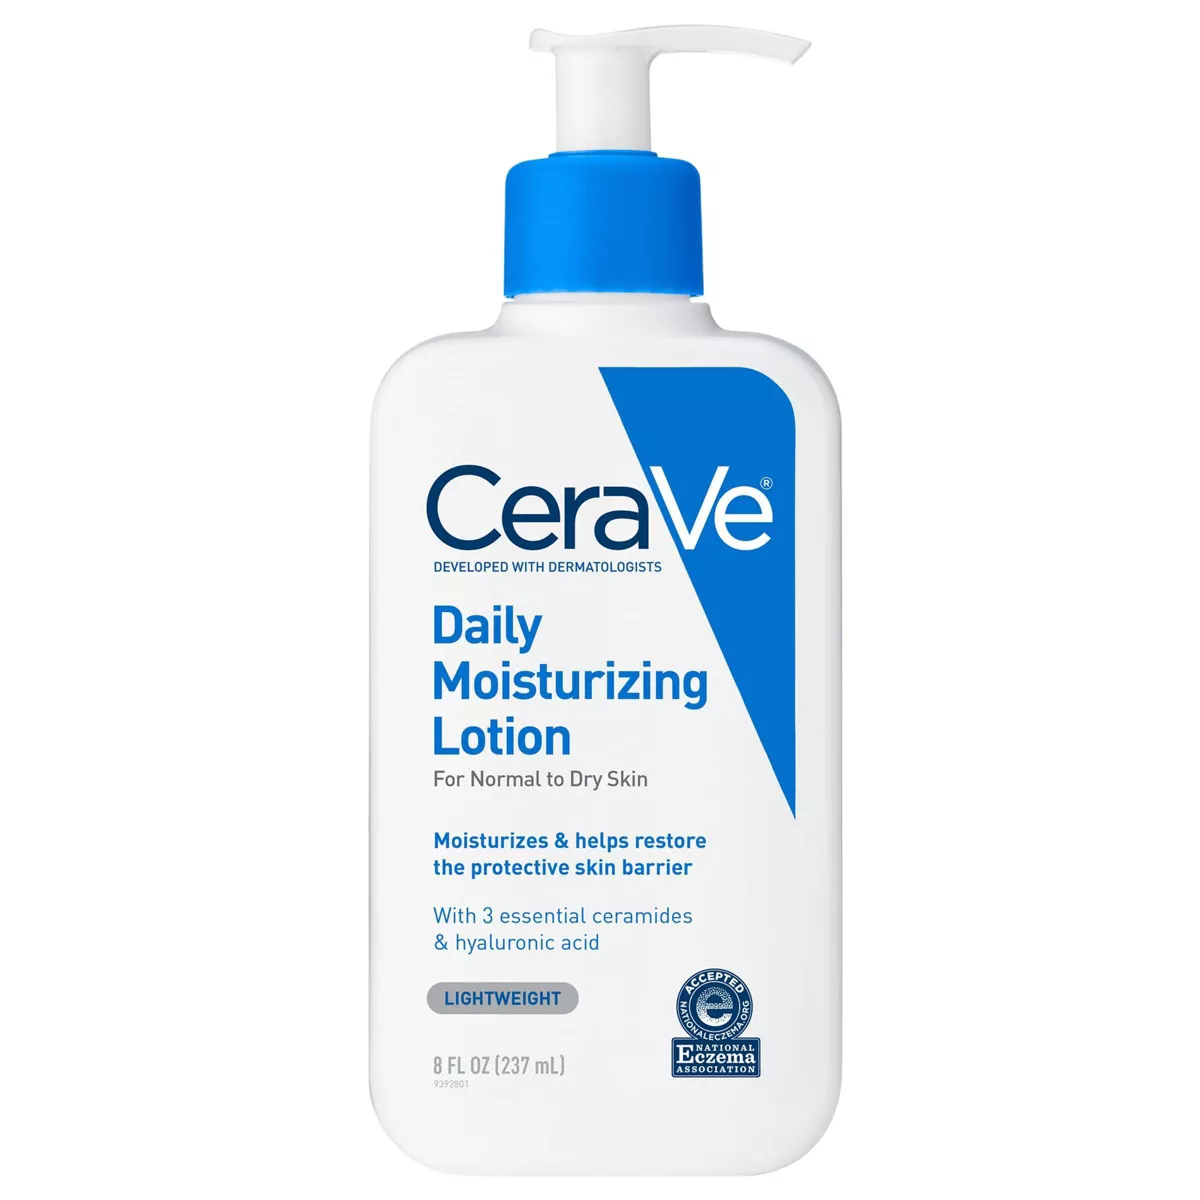 CeraVe®
DEVELOPED WITH DERMATOLOGISTS
Daily
Moisturizing
Lotion
For Normal to Dry Skin
Moisturizes & helps restore
the protective skin barrier
With 3 essential ceramides
& hyaluronic acid
LIGHTWEIGHT
8 FL OZ (237 mL)
9392801
ACCEPTED
e
NATIONALECZEMA.ORG
NATIONAL
Eczema
ASSOCIATION